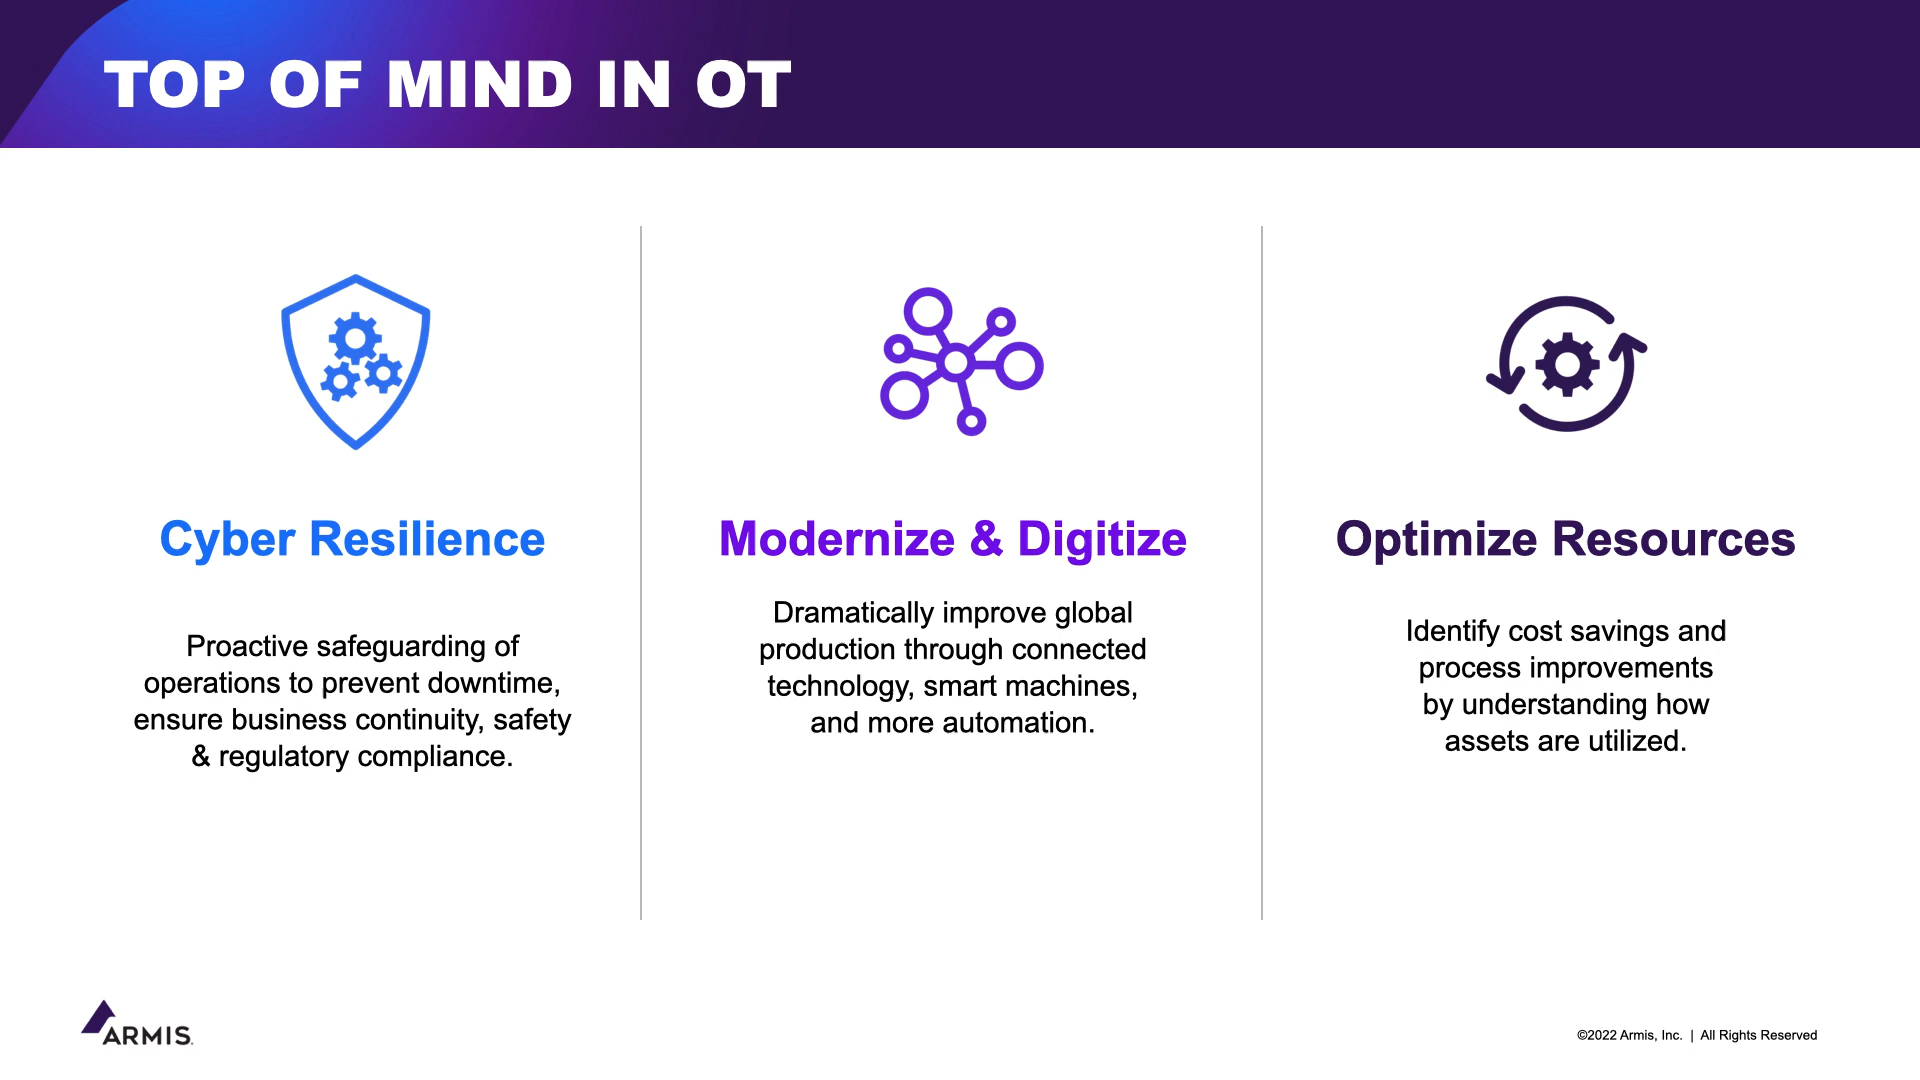 TOP OF MIND IN OT
Cyber Resilience
Proactive safeguarding of
operations to prevent downtime,
ensure business continuity, safety
& regulatory compliance.
Modernize & Digitize
Dramatically improve global
production through connected
technology, smart machines,
and more automation.
Optimize Resources
Identify cost savings and
process improvements
by understanding how
assets are utilized.
ARMIS.
©2022 Armis, Inc. | All Rights Reserved